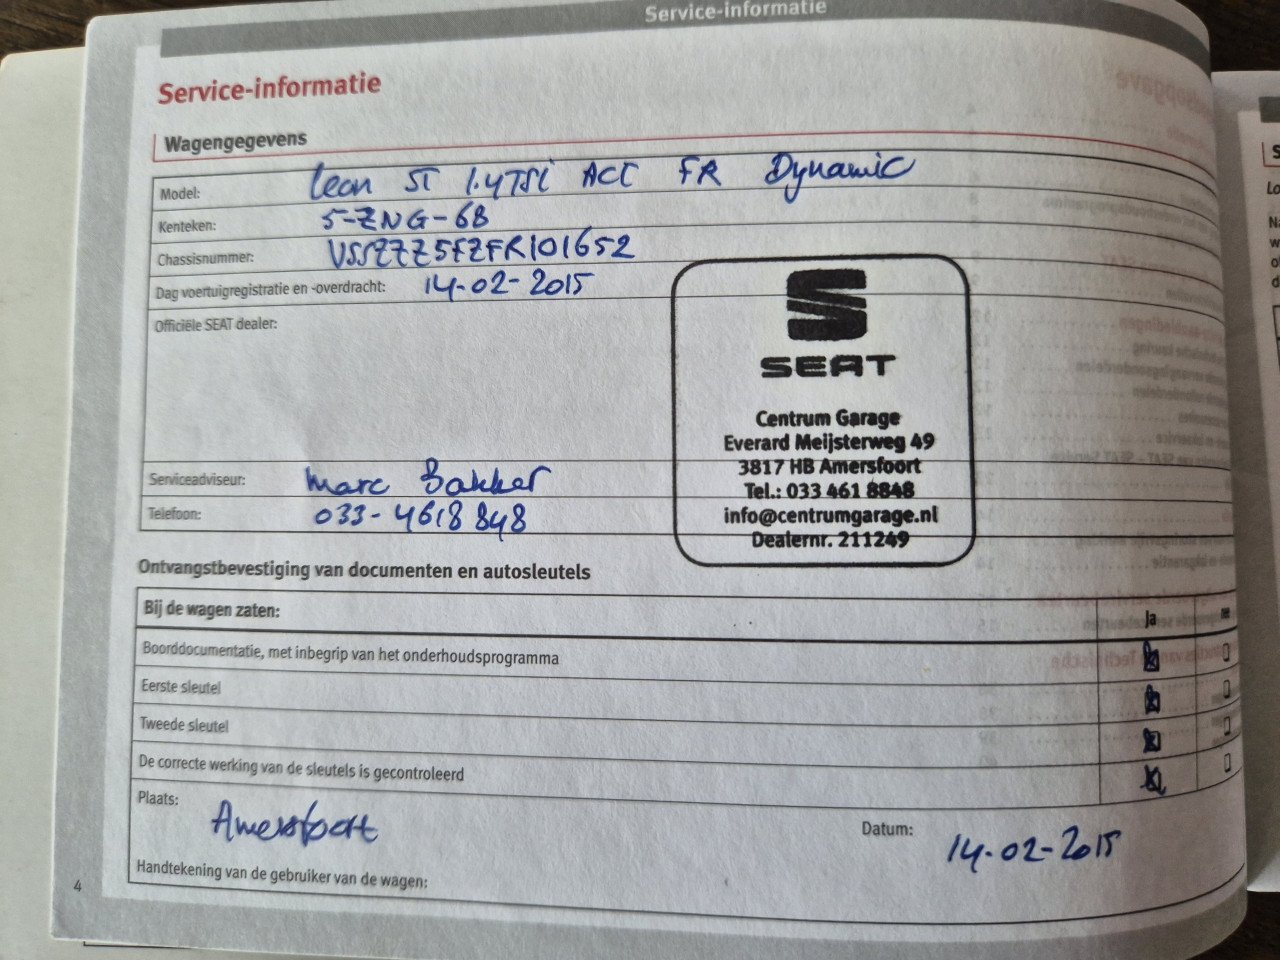 Service-informatie
Service-informatie
Wagengegevens
Model: Leon ST 1.4TSi ACT FR Dynamic
Kenteken: 5-ZNG-68
Chassisnummer: VSSZZZ5FZFR101652
Dag voertuigregistratie en -overdracht: 14-02-2015
Officiële SEAT dealer:
SEAT
Centrum Garage
Everard Meijsterweg 49
3817 HB Amersfoort
Tel.: 033 461 8848
info@centrumgarage.nl
Dealernr. 211249
Serviceadviseur: Marc Bakker
Telefoon: 033-4618848
Ontvangstbevestiging van documenten en autosleutels
Bij de wagen zaten: Ja
Boorddocumentatie, met inbegrip van het onderhoudsprogramma
Eerste sleutel
Tweede sleutel
De correcte werking van de sleutels is gecontroleerd
Plaats: Amersfoort
Datum: 14-02-2015
Handtekening van de gebruiker van de wagen:
4